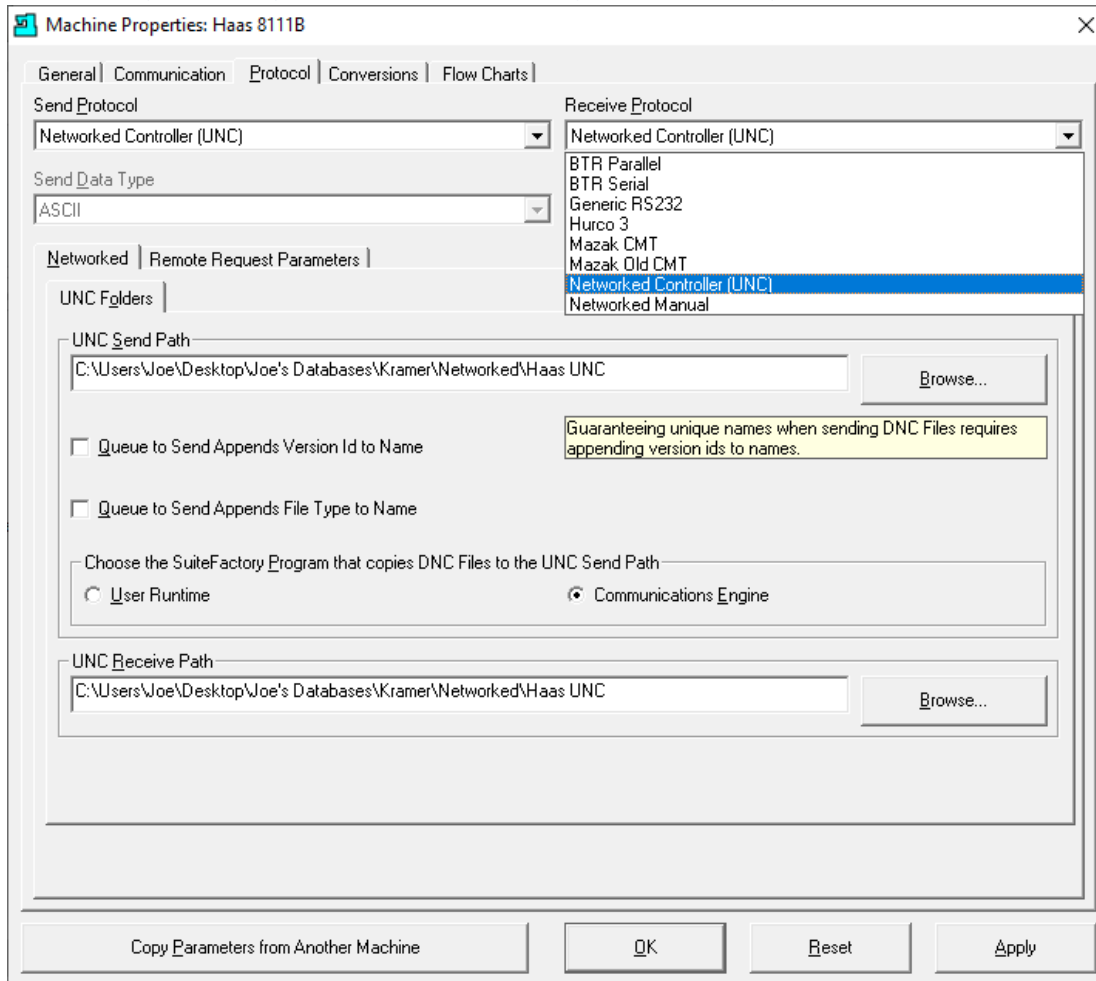 Machine Properties: Haas 8111B
General
Communication
Protocol
Conversions
Flow Charts
Send Protocol
Receive Protocol
Networked Controller (UNC)
Networked Controller (UNC)
Send Data Type
ASCII
BTR Parallel
BTR Serial
Generic RS232
Hurco 3
Mazak CMT
Mazak Old CMT
Networked Controller (UNC)
Networked Manual
Networked
Remote Request Parameters
UNC Folders
UNC Send Path
C:\Users\Joe\Desktop\Joe's Databases\Kramer\Networked\Haas UNC
Browse...
Queue to Send Appends Version Id to Name
Guaranteeing unique names when sending DNC Files requires
appending version ids to names.
Queue to Send Appends File Type to Name
Choose the SuiteFactory Program that copies DNC Files to the UNC Send Path
User Runtime
Communications Engine
UNC Receive Path
C:\Users\Joe\Desktop\Joe's Databases\Kramer\Networked\Haas UNC
Browse...
Copy Parameters from Another Machine
OK
Reset
Apply